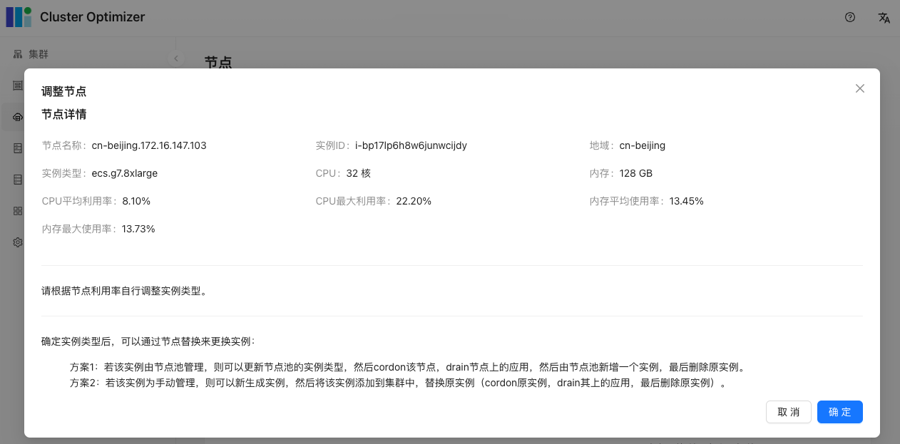 Cluster Optimizer
集群
节点
调整节点
节点详情
节点名称：cn-beijing.172.16.147.103 实例ID：i-bp17lp6h8w6junwcijdy 地域：cn-beijing
实例类型：ecs.g7.8xlarge CPU：32 核 内存：128 GB
CPU平均利用率：8.10% CPU最大利用率：22.20% 内存平均使用率：13.45%
内存最大使用率：13.73%
请根据节点利用率自行调整实例类型。
确定实例类型后，可以通过节点替换来更换实例：
方案1：若该实例由节点池管理，则可以更新节点池的实例类型，然后cordon该节点，drain节点上的应用，然后由节点池新增一个实例，最后删除原实例。
方案2：若该实例为手动管理，则可以新生成实例，然后将该实例添加到集群中，替换原实例（cordon原实例，drain其上的应用，最后删除原实例）。
取 消 确 定